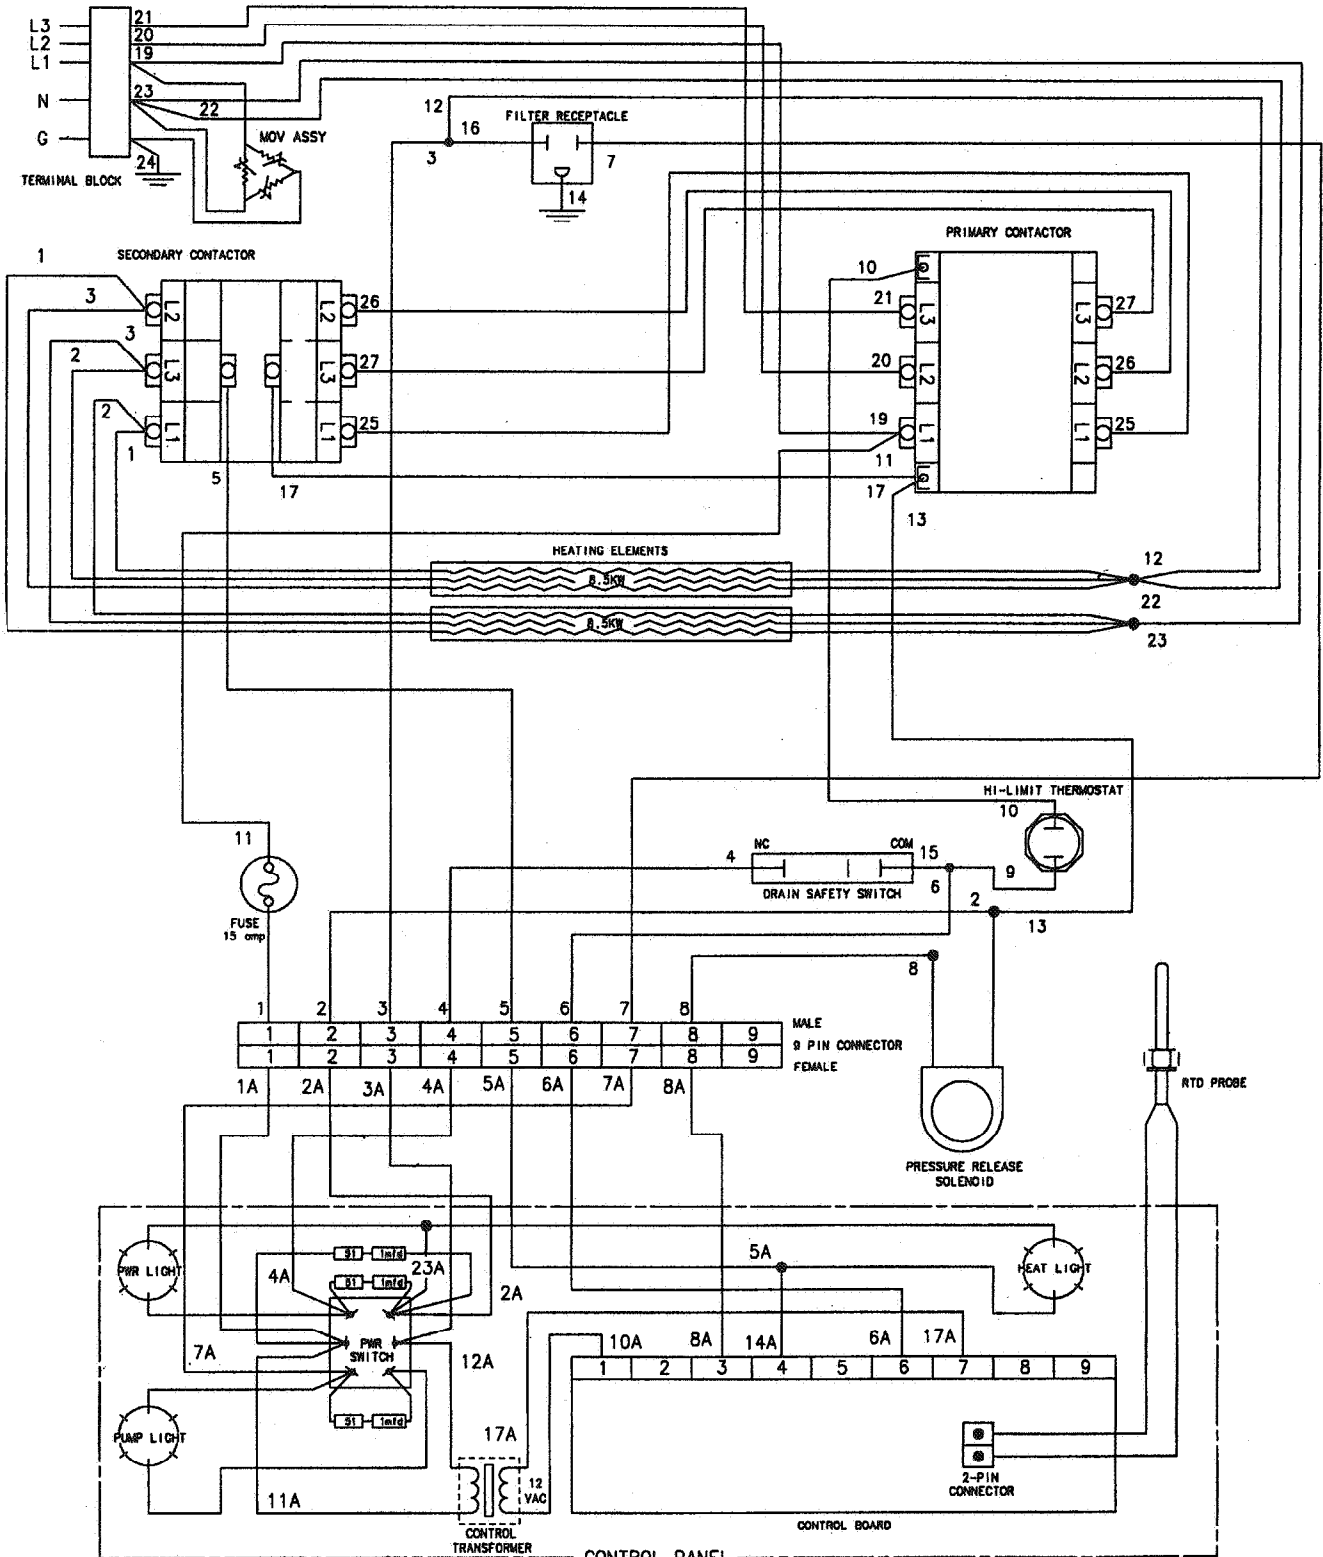 21
L3
20
L2
19
L1
23
N
22
12
FILTER RECEPTACLE
16
G
MOV ASSY
3
7
24
TERMINAL BLOCK
14
PRIMARY CONTACTOR
SECONDARY CONTACTOR
1
10
3
L2
L2
26
21
L3
L3
27
3
2
L3
L3
27
20
L2
L2
26
2
L1
L1
25
19
L1
L1
25
1
11
5
17
17
13
HEATING ELEMENTS
12
8.5KW
22
8.5KW
23
HI-LIMIT THERMOSTAT
10
11
NC
COM
4
15
9
6
DRAIN SAFETY SWITCH
2
FUSE
15 amp
13
8
1
2
3
4
5
6
7
8
MALE
1 2 3 4 5 6 7 8 9
9 PIN CONNECTOR
1 2 3 4 5 6 7 8 9
FEMALE
1A
2A
3A
4A
5A
6A
7A
8A
RTD PROBE
PRESSURE RELEASE
SOLENOID
51
1mfd
5A
PWR LIGHT
4A
23A
HEAT LIGHT
51
1mfd
2A
7A
PWR
SWITCH
12A
10A
8A
14A
6A
17A
1 2 3 4 5 6 7 8 9
51
1mfd
PUMP LIGHT
17A
11A
12
VAC
2-PIN
CONNECTOR
CONTROL
TRANSFORMER
CONTROL BOARD
CONTROL PANEL